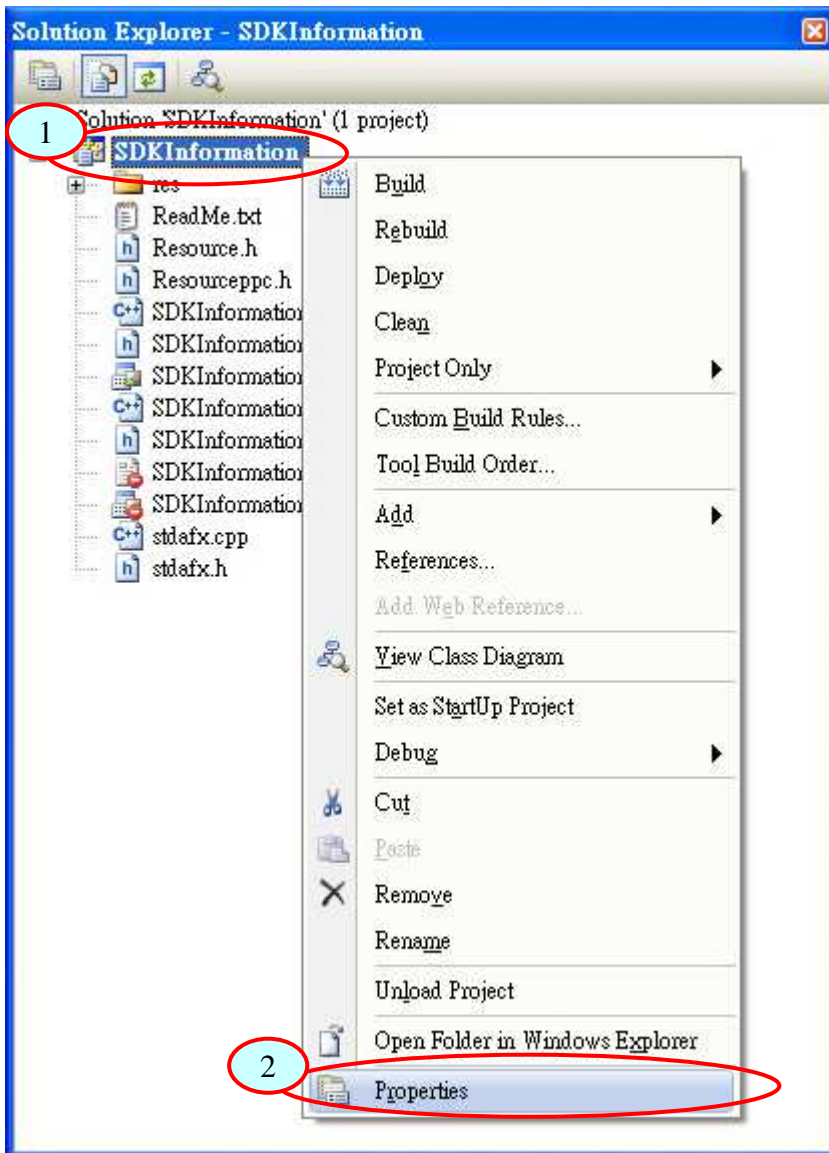 Solution Explorer - SDKInformation
Solution 'SDKInformation' (1 project)
1
SDKInformation
res
ReadMe.txt
Resource.h
Resourceppc.h
SDKInformation
SDKInformation
SDKInformation
SDKInformation
SDKInformation
SDKInformation
SDKInformation
stdafx.cpp
stdafx.h
Build
Rebuild
Deploy
Clean
Project Only
Custom Build Rules...
Tool Build Order...
Add
References...
Add Web Reference...
View Class Diagram
Set as StartUp Project
Debug
Cut
Paste
Remove
Rename
Unload Project
Open Folder in Windows Explorer
2
Properties